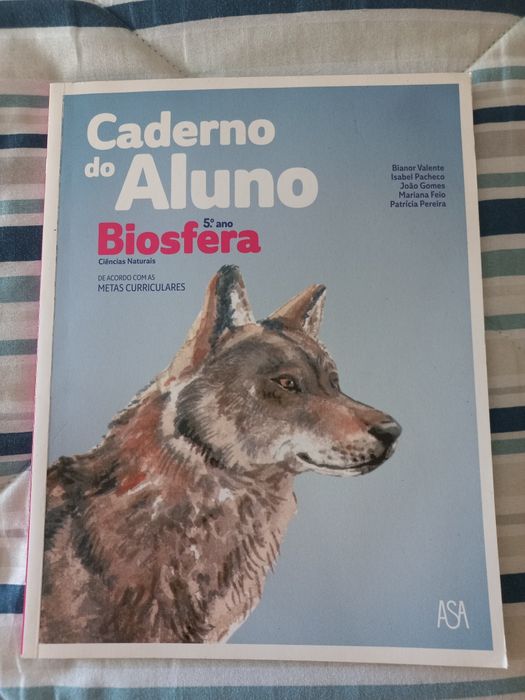 Caderno
do Aluno
5.º ano
Biosfera
Ciências Naturais
DE ACORDO COM AS
METAS CURRICULARES
Bianor Valente
Isabel Pacheco
João Gomes
Mariana Feio
Patrícia Pereira
ASA